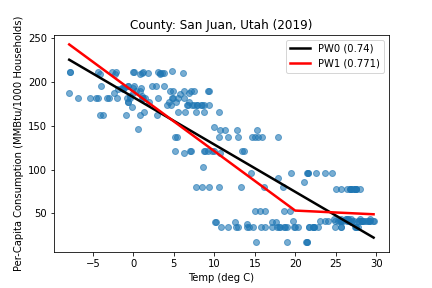 County: San Juan, Utah (2019)
PW0 (0.74)
PW1 (0.771)
Per-Capita Consumption (MMBtu/1000 Households)
250
200
150
100
50
−5
0
5
10
15
20
25
30
Temp (deg C)